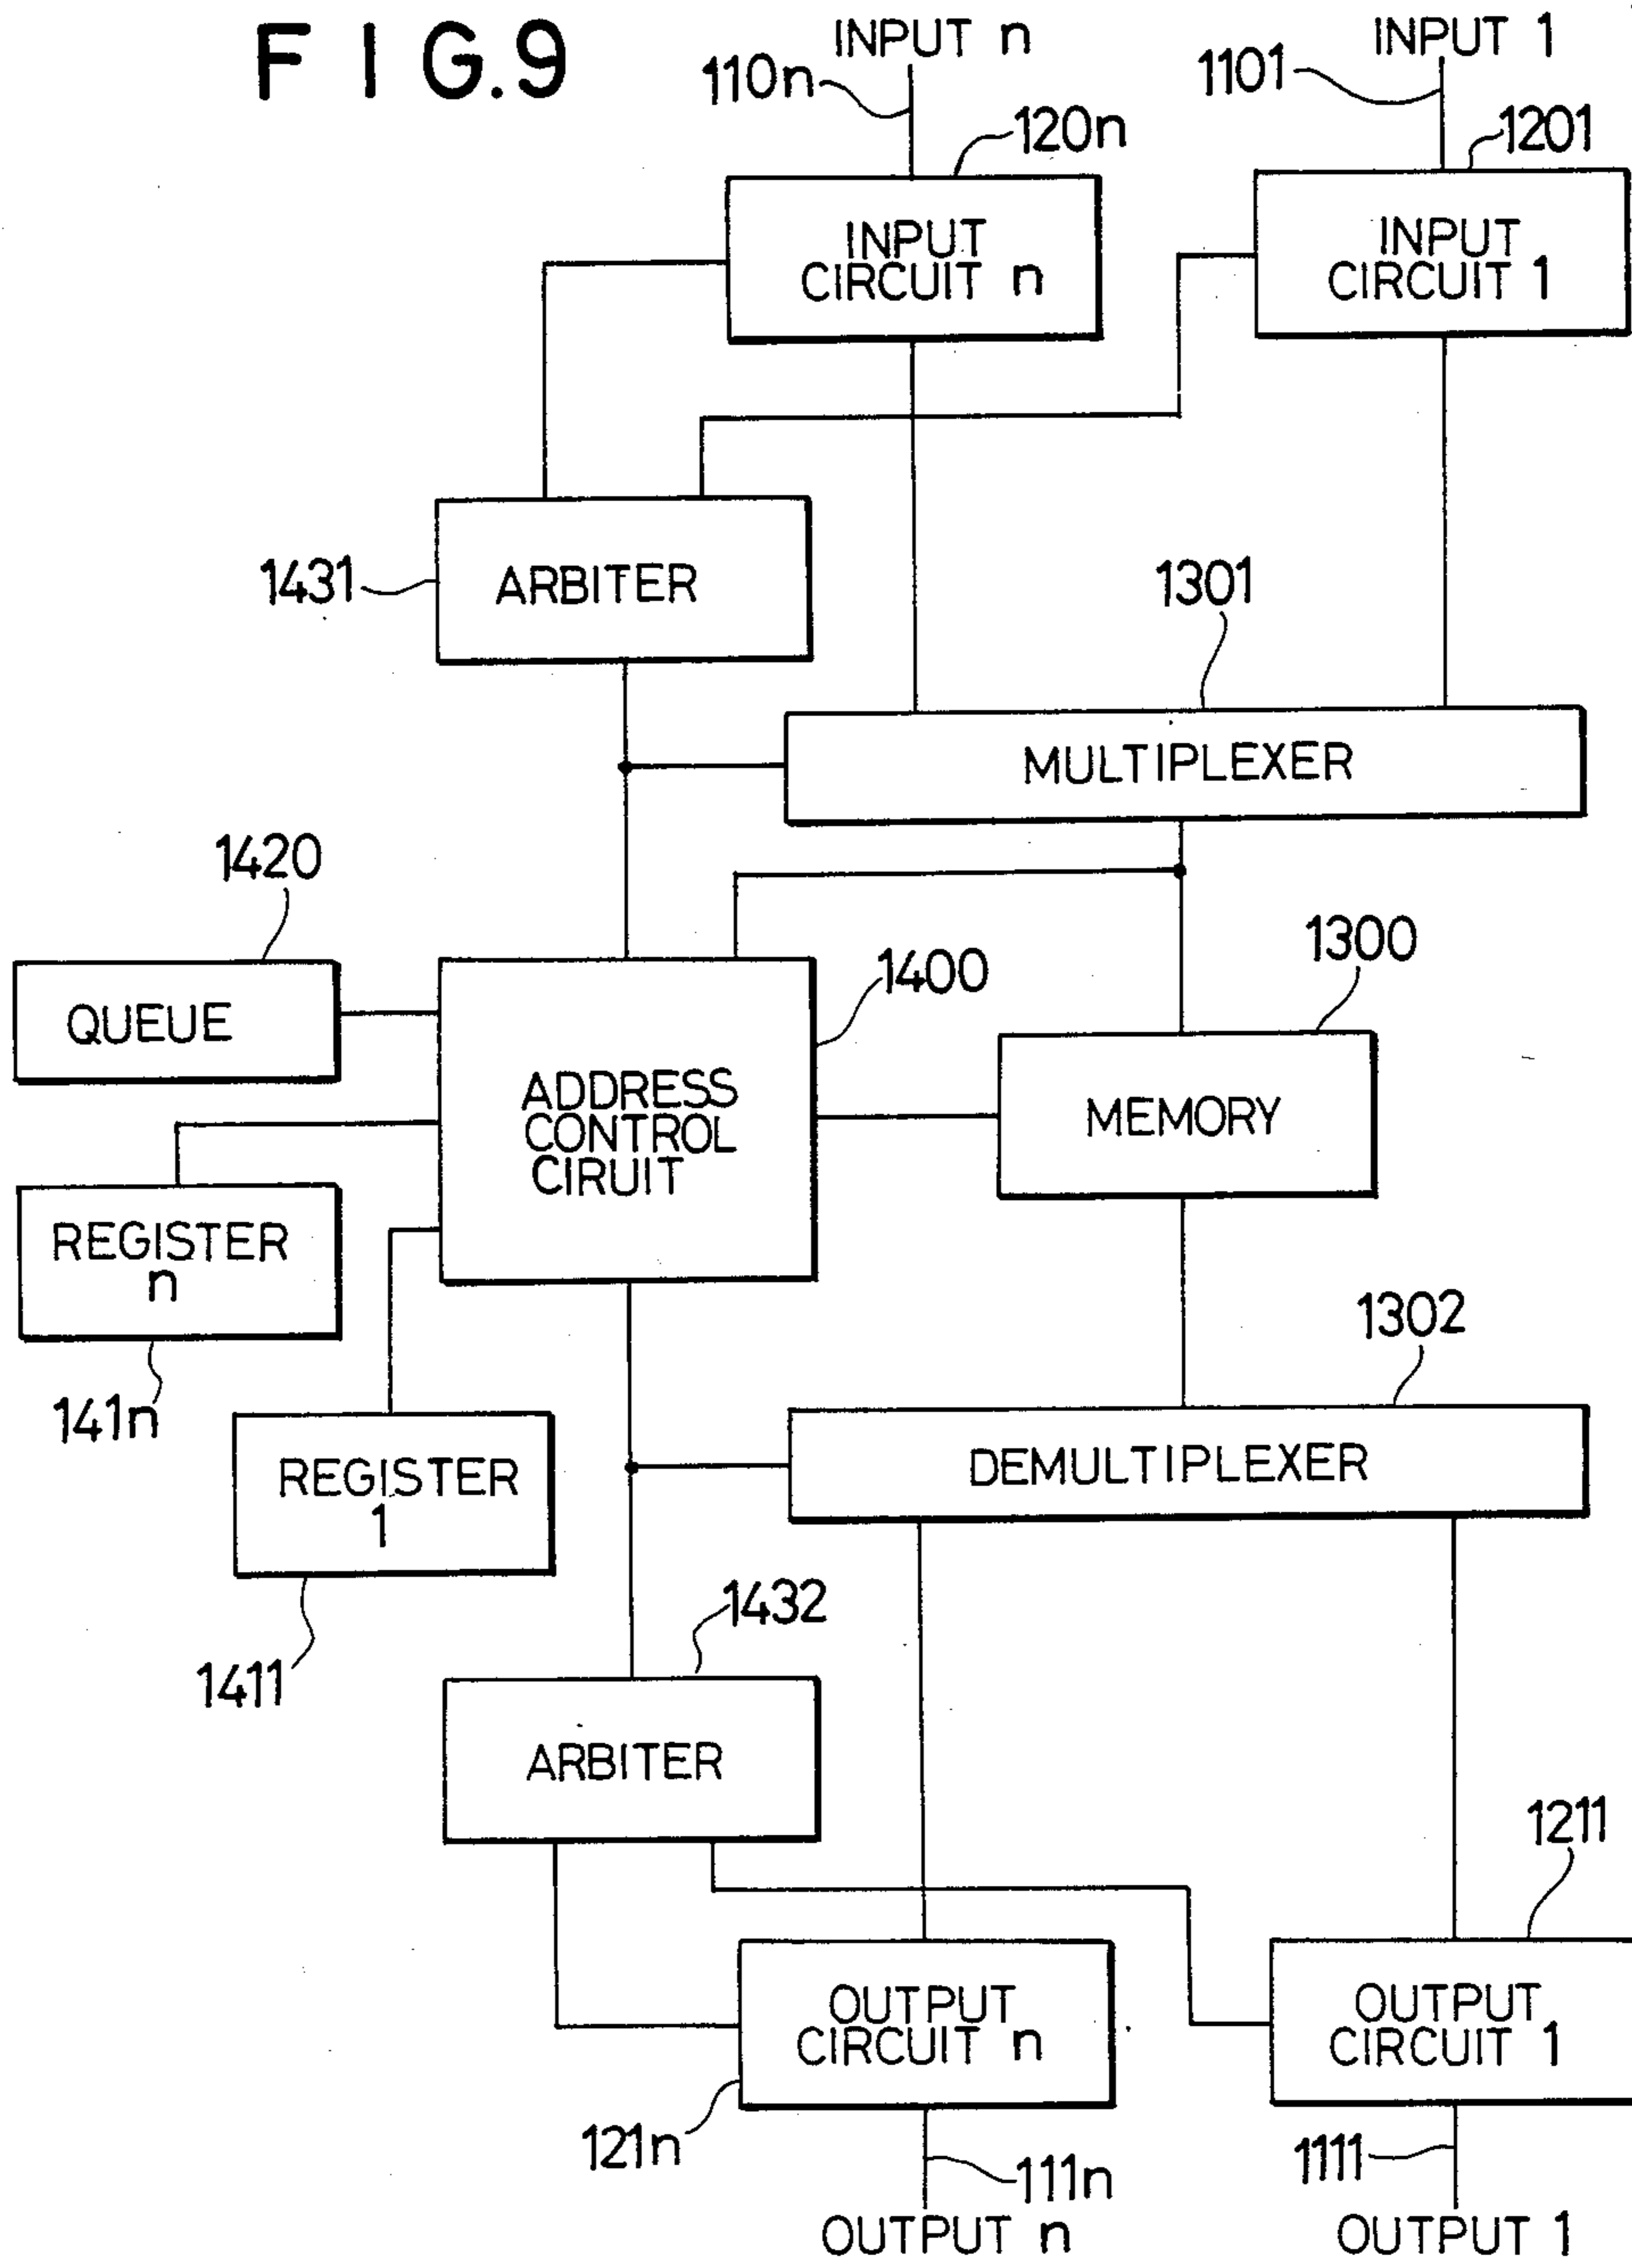 FIG.9
INPUT n
INPUT 1
110n
1101
120n
1201
INPUT
CIRCUIT n
INPUT
CIRCUIT 1
1431
ARBITER
1301
MULTIPLEXER
1420
QUEUE
1400
1300
ADDRESS
CONTROL
CIRUIT
MEMORY
REGISTER
n
141n
1302
REGISTER
1
1411
DEMULTIPLEXER
1432
ARBITER
1211
OUTPUT
CIRCUIT n
OUTPUT
CIRCUIT 1
121n
111n
1111
OUTPUT n
OUTPUT 1